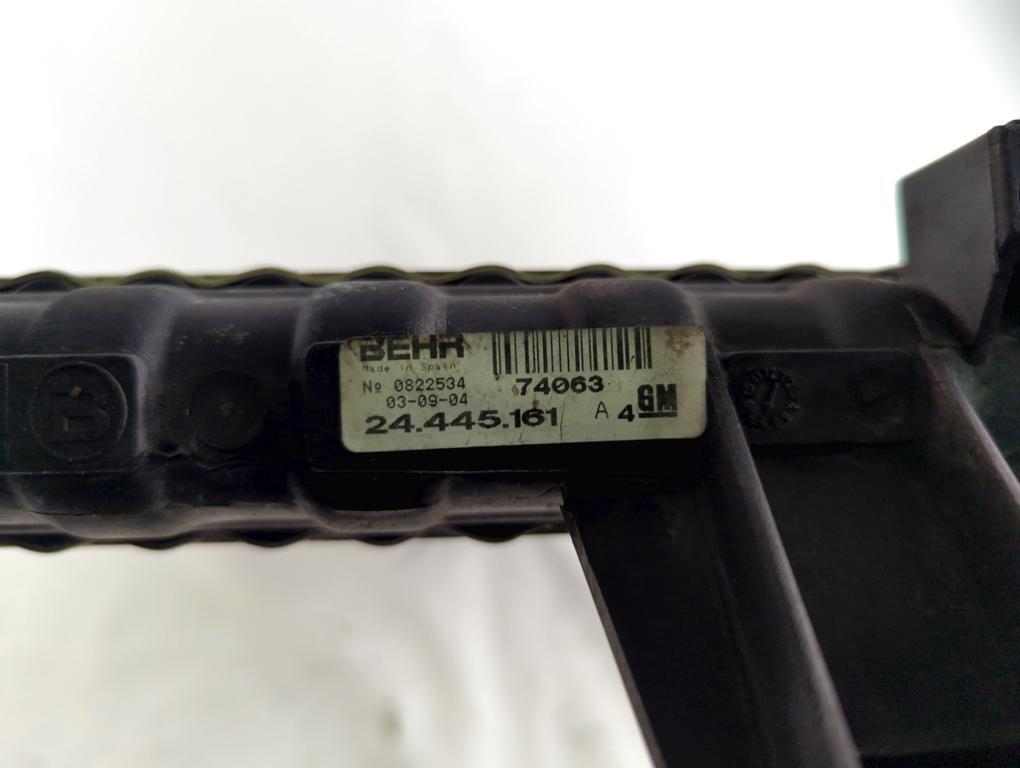 BEHR
Made in Spain
№ 0822534
74063
03-09-04
24.445.161 A 4 GM
B